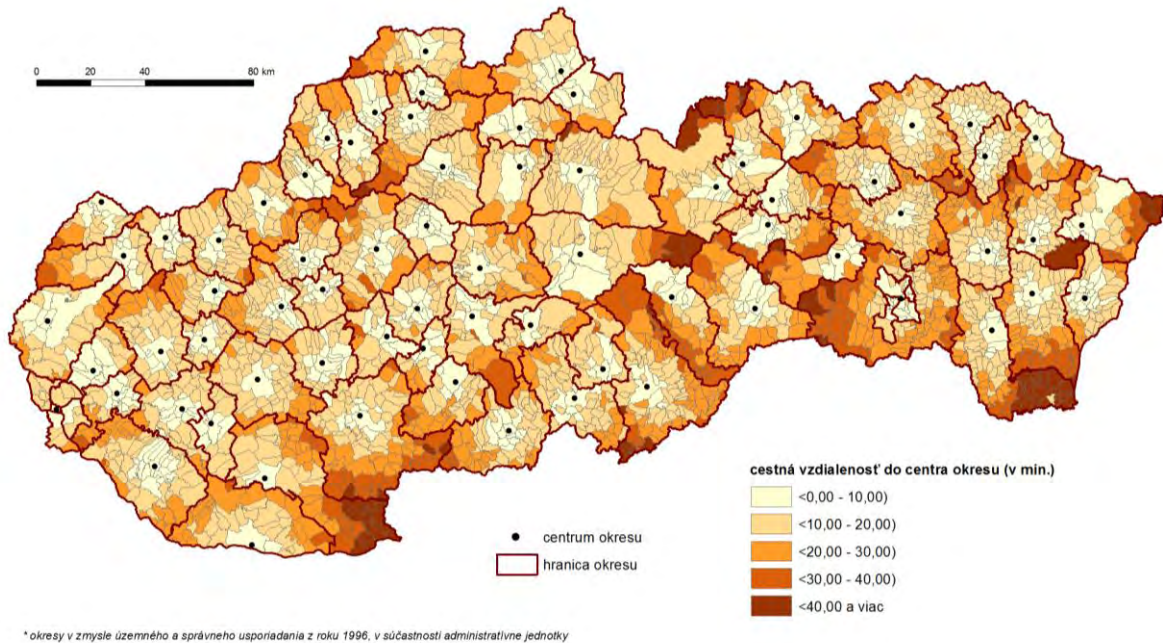 0 20 40 80 km
cestná vzdialenosť do centra okresu (v min.)
<0,00 - 10,00)
<10,00 - 20,00)
<20,00 - 30,00)
<30,00 - 40,00)
<40,00 a viac
centrum okresu
hranica okresu
* okresy v zmysle územného a správneho usporiadania z roku 1996, v súčastnosti administratívne jednotky